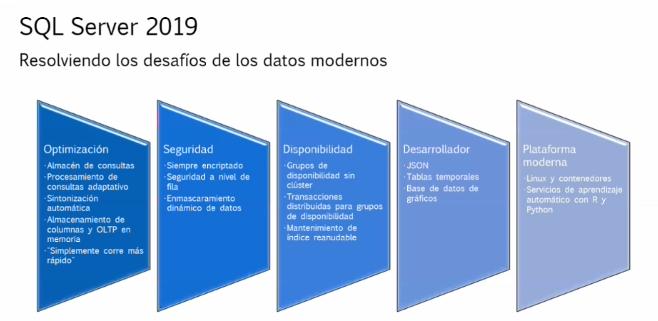 SQL Server 2019
Resolviendo los desafíos de los datos modernos
Optimización
·Almacén de consultas
·Procesamiento de
consultas adaptativo
·Sintonización
automática
·Almacenamiento de
columnas y OLTP en
memoria
·"Simplemente corre más
rápido"
Seguridad
·Siempre encriptado
·Seguridad a nivel de
fila
·Enmascaramiento
dinámico de datos
Disponibilidad
·Grupos de
disponibilidad sin
clúster
·Transacciones
distribuidas para grupos
de disponibilidad
·Mantenimiento de
índice reanudable
Desarrollador
·JSON
·Tablas temporales
·Base de datos de
gráficos
Plataforma
moderna
·Linux y contenedores
·Servicios de aprendizaje
automático con R y
Python